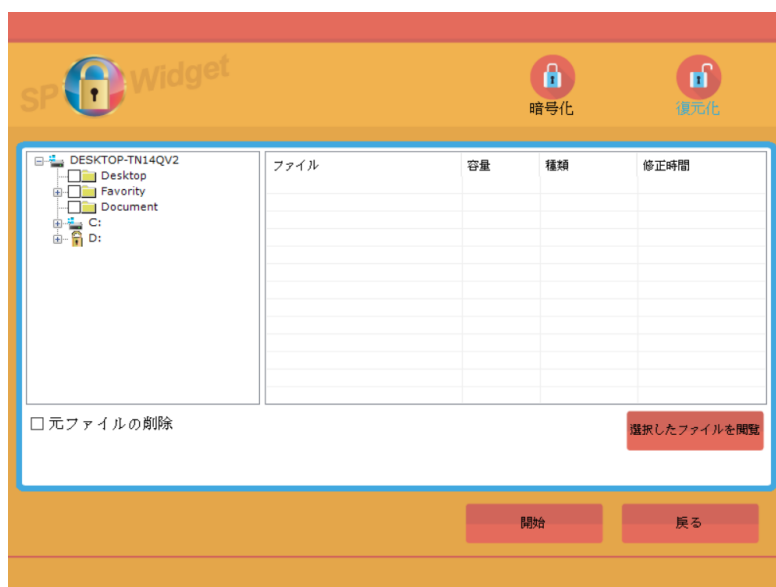 SP Widget
暗号化
復元化
DESKTOP-TN14QV2
Desktop
Favority
Document
C:
D:
ファイル 容量 種類 修正時間
元ファイルの削除
選択したファイルを閲覧
開始
戻る